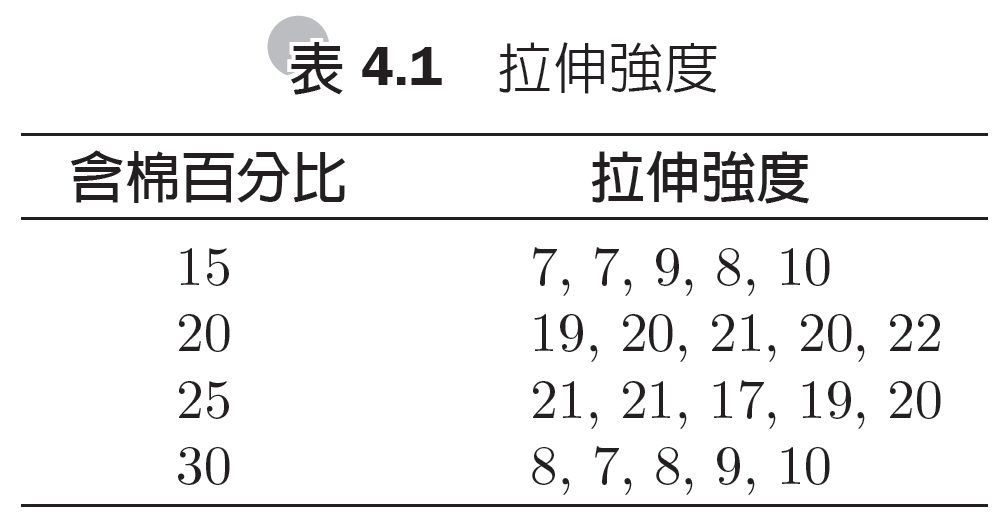 表 4.1 拉伸強度
含棉百分比 拉伸強度
15 7, 7, 9, 8, 10
20 19, 20, 21, 20, 22
25 21, 21, 17, 19, 20
30 8, 7, 8, 9, 10